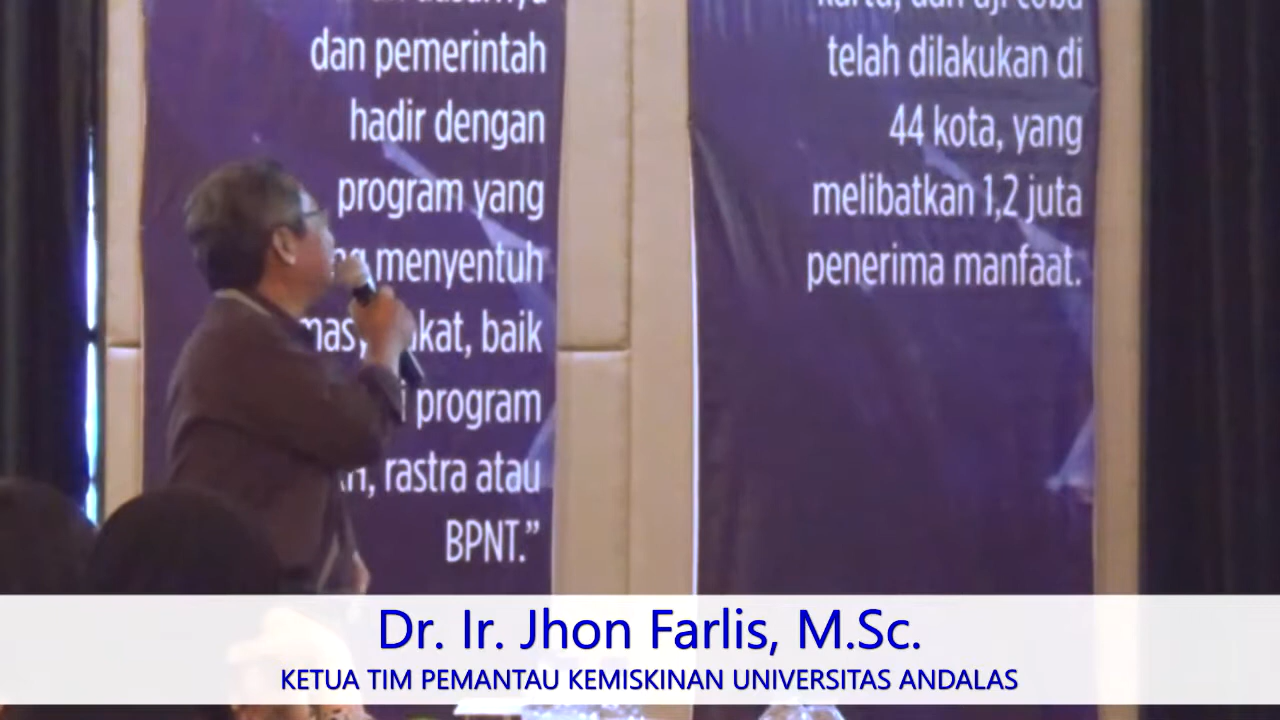 dan pemerintah
hadir dengan
program yang
menyentuh
baik
program
rastra atau
BPNT.”
telah dilakukan di
44 kota, yang
melibatkan 1,2 juta
penerima manfaat.
Dr. Ir. Jhon Farlis, M.Sc.
KETUA TIM PEMANTAU KEMISKINAN UNIVERSITAS ANDALAS